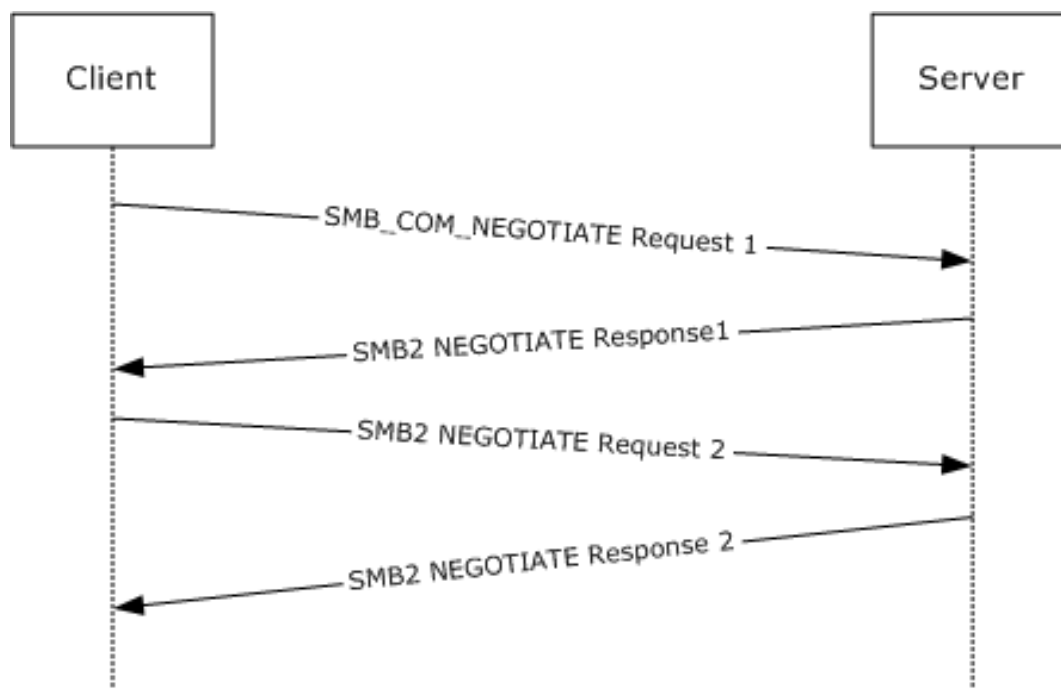 Client
Server
SMB_COM_NEGOTIATE Request 1
SMB2 NEGOTIATE Response1
SMB2 NEGOTIATE Request 2
SMB2 NEGOTIATE Response 2